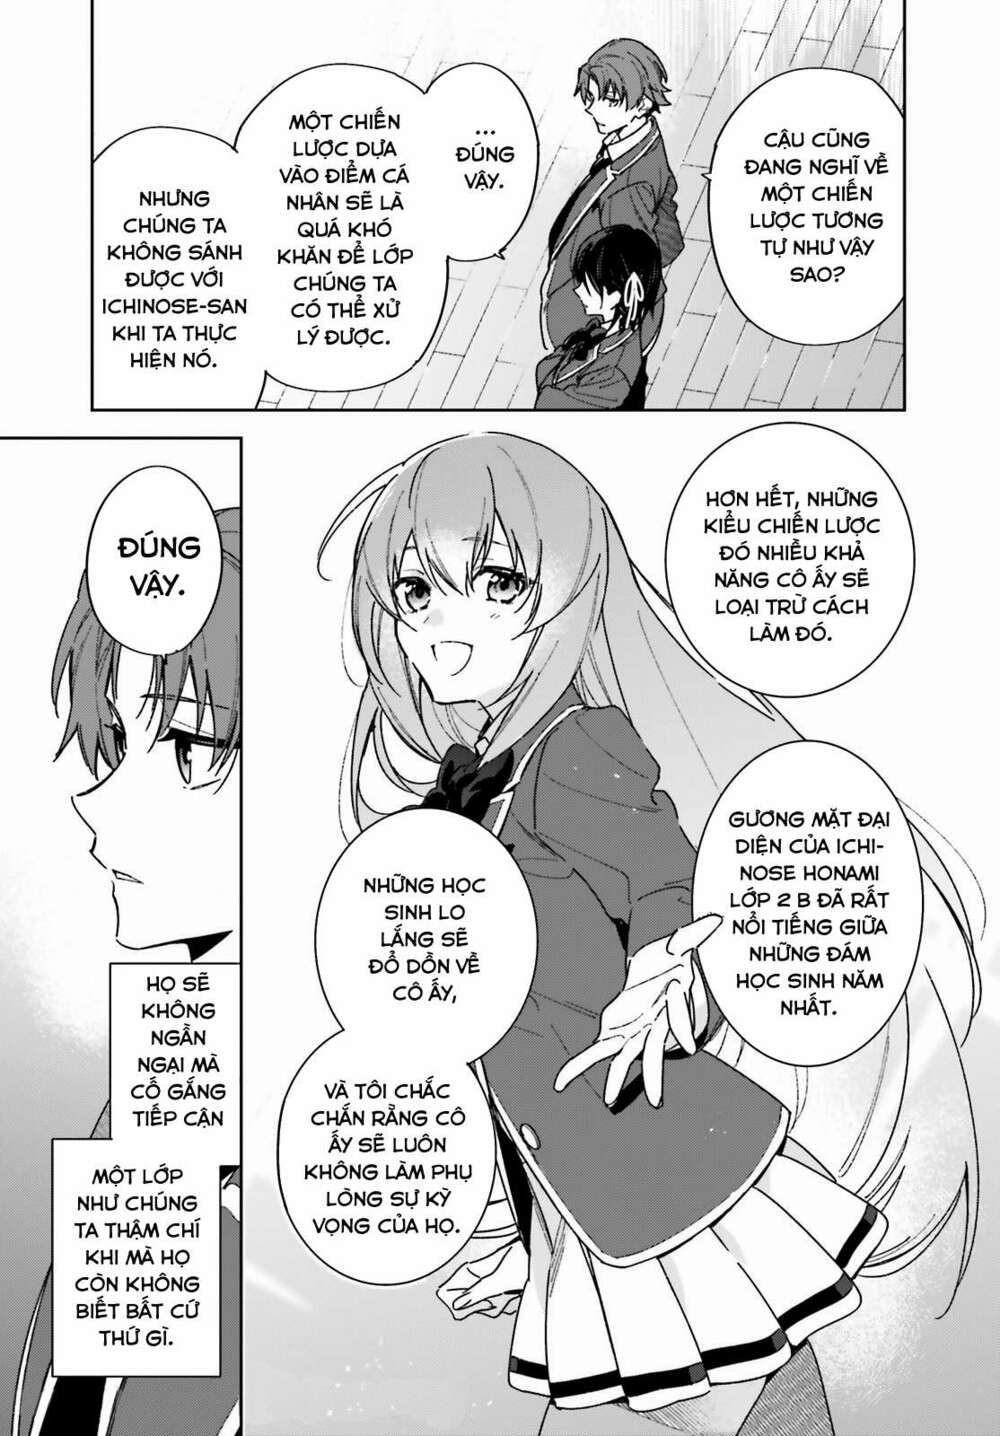 CẬU CŨNG
ĐANG NGHĨ VỀ
MỘT CHIẾN
LƯỢC TƯƠNG
TỰ NHƯ VẬY
SAO?
...
ĐÚNG
VẬY.
MỘT CHIẾN
LƯỢC DỰA
VÀO ĐIỂM CÁ
NHÂN SẼ LÀ
QUÁ KHÓ
KHĂN ĐỂ LỚP
CHÚNG TA
CÓ THỂ XỬ
LÝ ĐƯỢC.
NHƯNG
CHÚNG TA
KHÔNG SÁNH
ĐƯỢC VỚI
ICHINOSE-SAN
KHI TA THỰC
HIỆN NÓ.
HƠN HẾT, NHỮNG
KIỂU CHIẾN LƯỢC
ĐÓ NHIỀU KHẢ
NĂNG CÔ ẤY SẼ
LOẠI TRỪ CÁCH
LÀM ĐÓ.
GƯƠNG MẶT ĐẠI
DIỆN CỦA ICHI-
NOSE HONAMI
LỚP 2 B ĐÃ RẤT
NỔI TIẾNG GIỮA
NHỮNG ĐÁM
HỌC SINH NĂM
NHẤT.
NHỮNG HỌC
SINH LO
LẮNG SẼ
ĐỔ DỒN VỀ
CÔ ẤY,
VÀ TÔI CHẮC
CHẮN RẰNG CÔ
ẤY SẼ LUÔN
KHÔNG LÀM PHỤ
LÒNG SỰ KỲ
VỌNG CỦA HỌ.
ĐÚNG
VẬY.
HỌ SẼ
KHÔNG
NGẦN
NGẠI MÀ
CỐ GẮNG
TIẾP CẬN
MỘT LỚP
NHƯ CHÚNG
TA THẬM CHÍ
KHI MÀ HỌ
CÒN KHÔNG
BIẾT BẤT CỨ
THỨ GÌ.